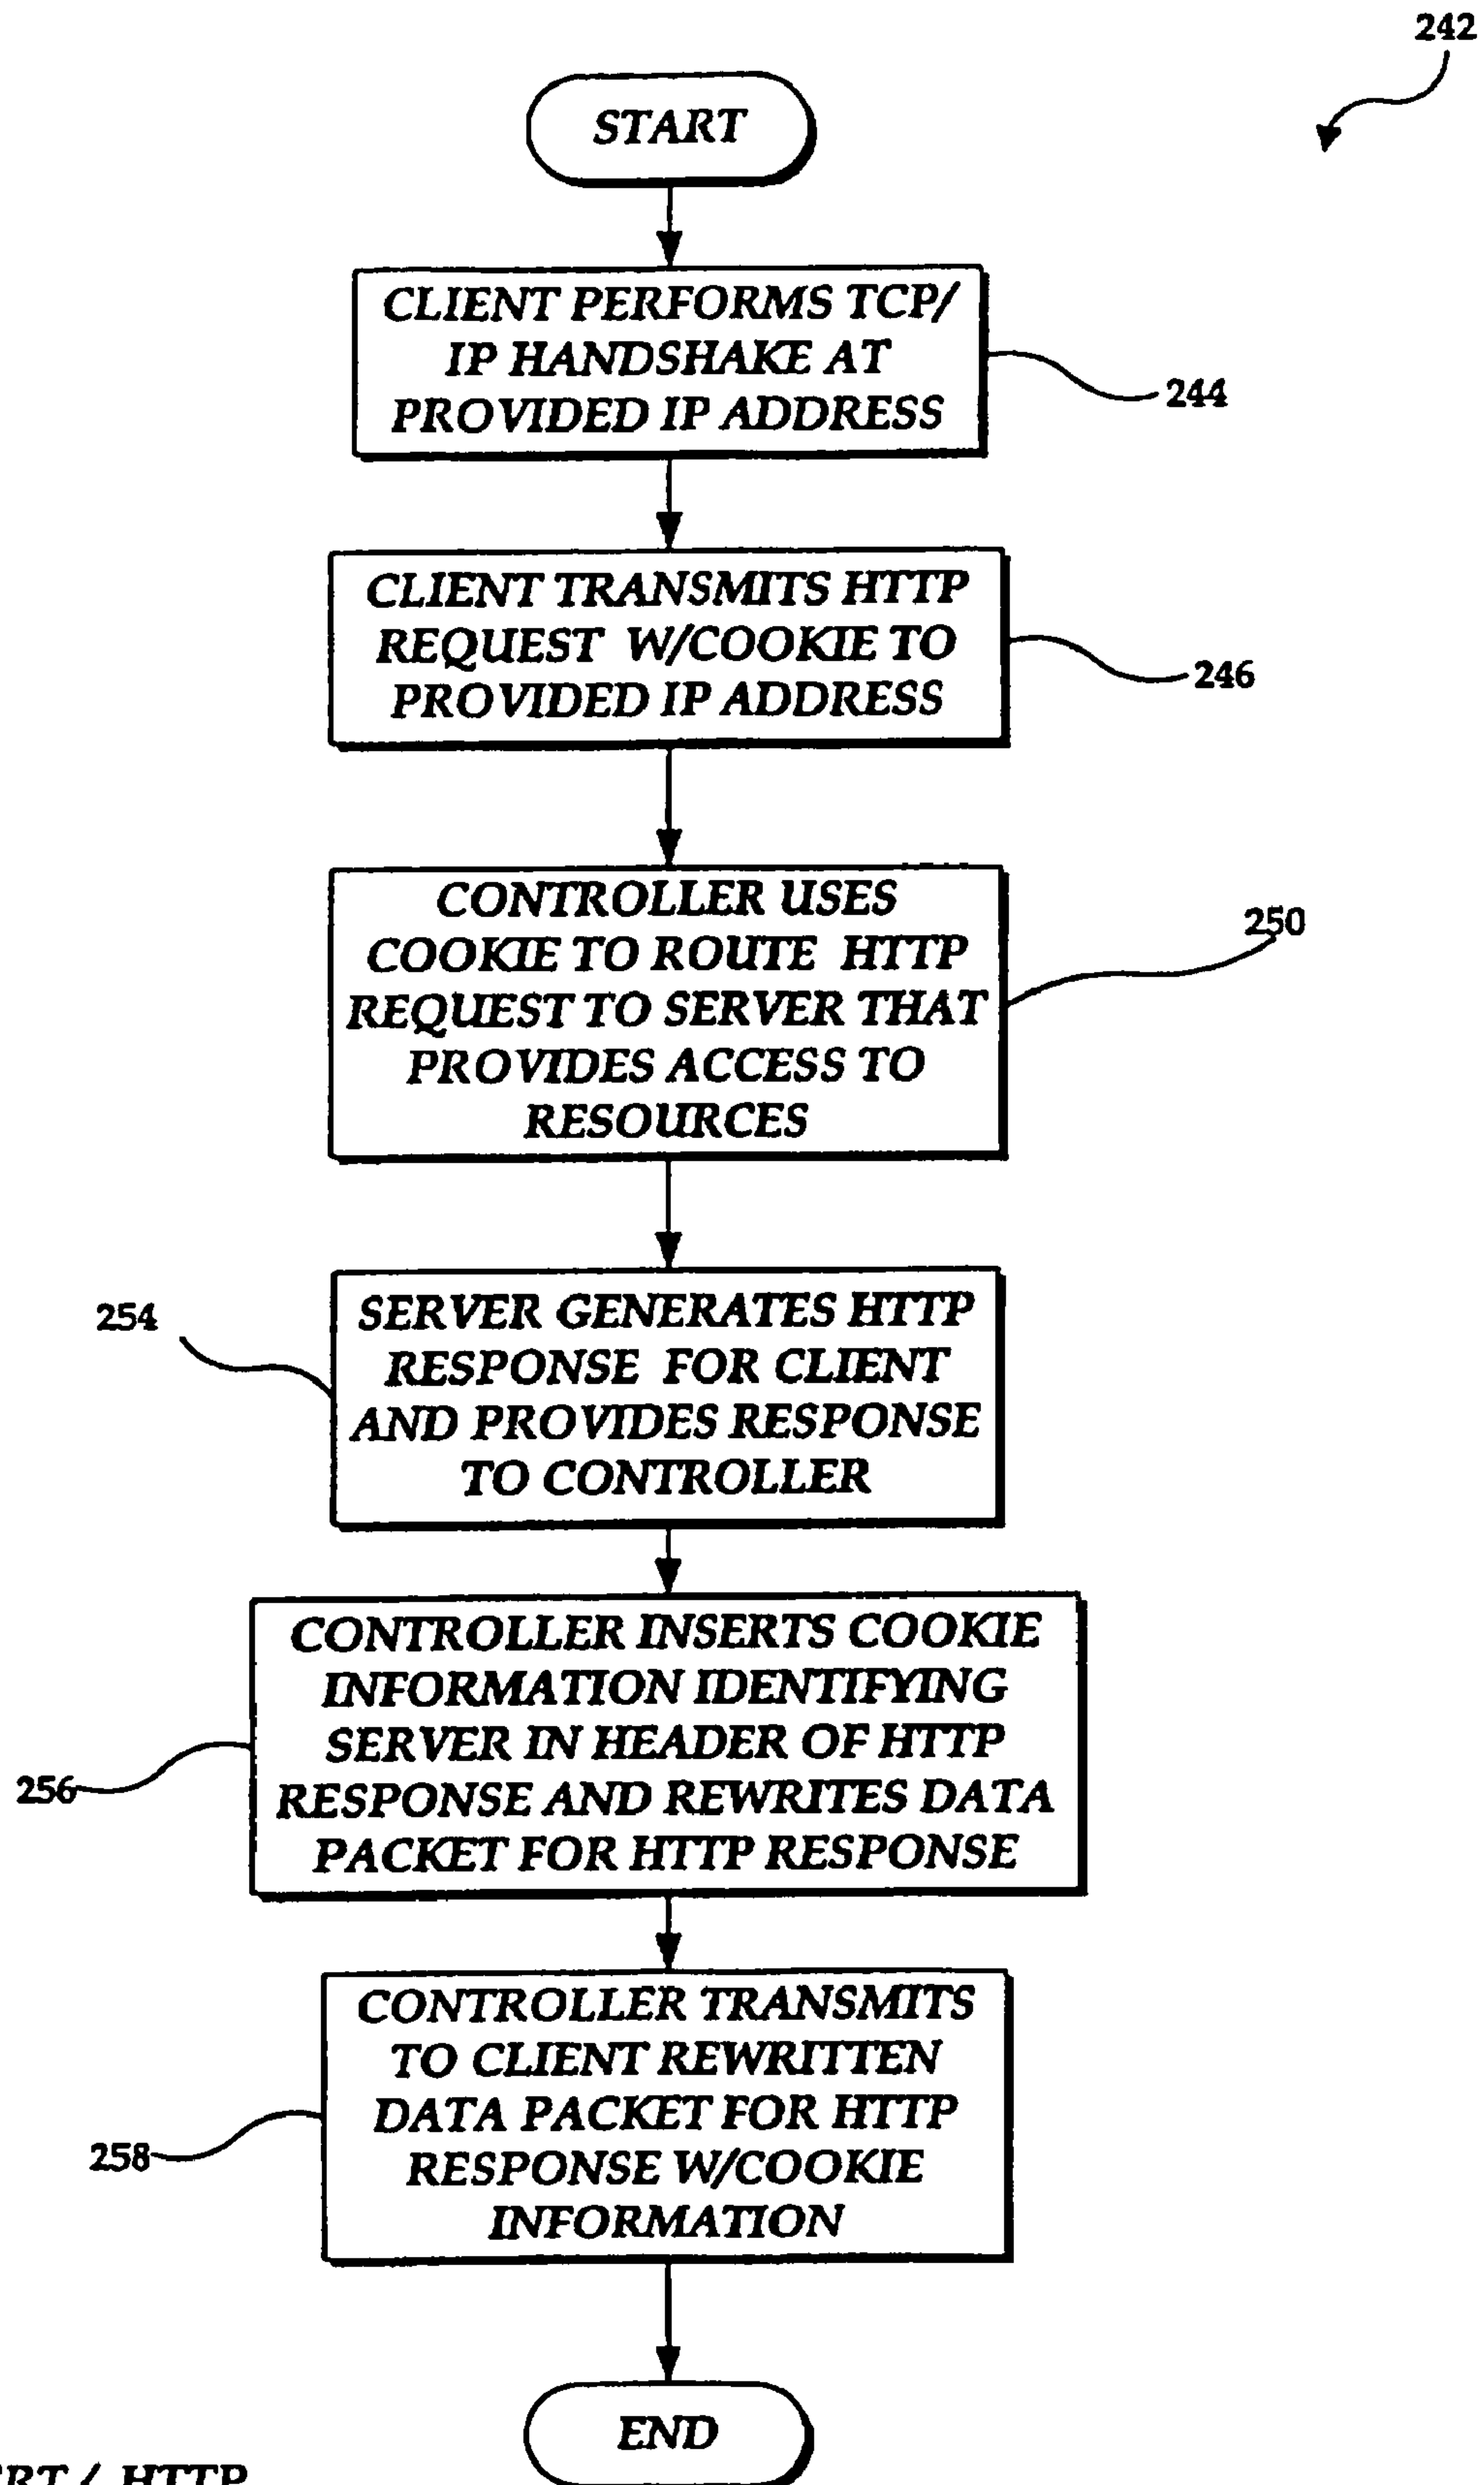 242
START
CLIENT PERFORMS TCP/
IP HANDSHAKE AT
PROVIDED IP ADDRESS
244
CLIENT TRANSMITS HTTP
REQUEST W/COOKIE TO
PROVIDED IP ADDRESS
246
CONTROLLER USES
COOKIE TO ROUTE HTTP
REQUEST TO SERVER THAT
PROVIDES ACCESS TO
RESOURCES
250
254
SERVER GENERATES HTTP
RESPONSE FOR CLIENT
AND PROVIDES RESPONSE
TO CONTROLLER
CONTROLLER INSERTS COOKIE
INFORMATION IDENTIFYING
SERVER IN HEADER OF HTTP
RESPONSE AND REWRITES DATA
PACKET FOR HTTP RESPONSE
256
CONTROLLER TRANSMITS
TO CLIENT REWRITTEN
DATA PACKET FOR HTTP
RESPONSE W/COOKIE
INFORMATION
258
END
HTTP